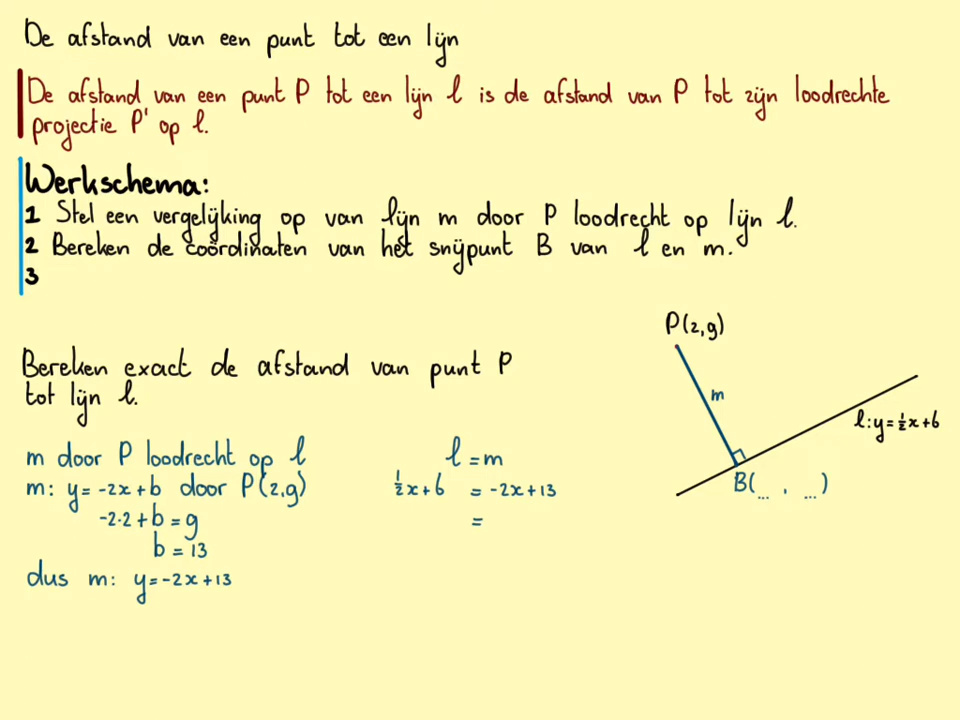 De afstand van een punt tot een lijn
De afstand van een punt P tot een lijn l is de afstand van P tot zijn loodrechte
projectie P' op l.
Werkschema:
1 Stel een vergelijking op van lijn m door P loodrecht op lijn l.
2 Bereken de coördinaten van het snijpunt B van l en m.
3
Bereken exact de afstand van punt P
tot lijn l.
m door P loodrecht op l
m: y = -2x + b door P(2,9)
-2·2 + b = 9
b = 13
dus m: y = -2x + 13
l = m
½x + 6 = -2x + 13
=
P(2,9)
m
l: y = ½x + 6
B(... , ...)